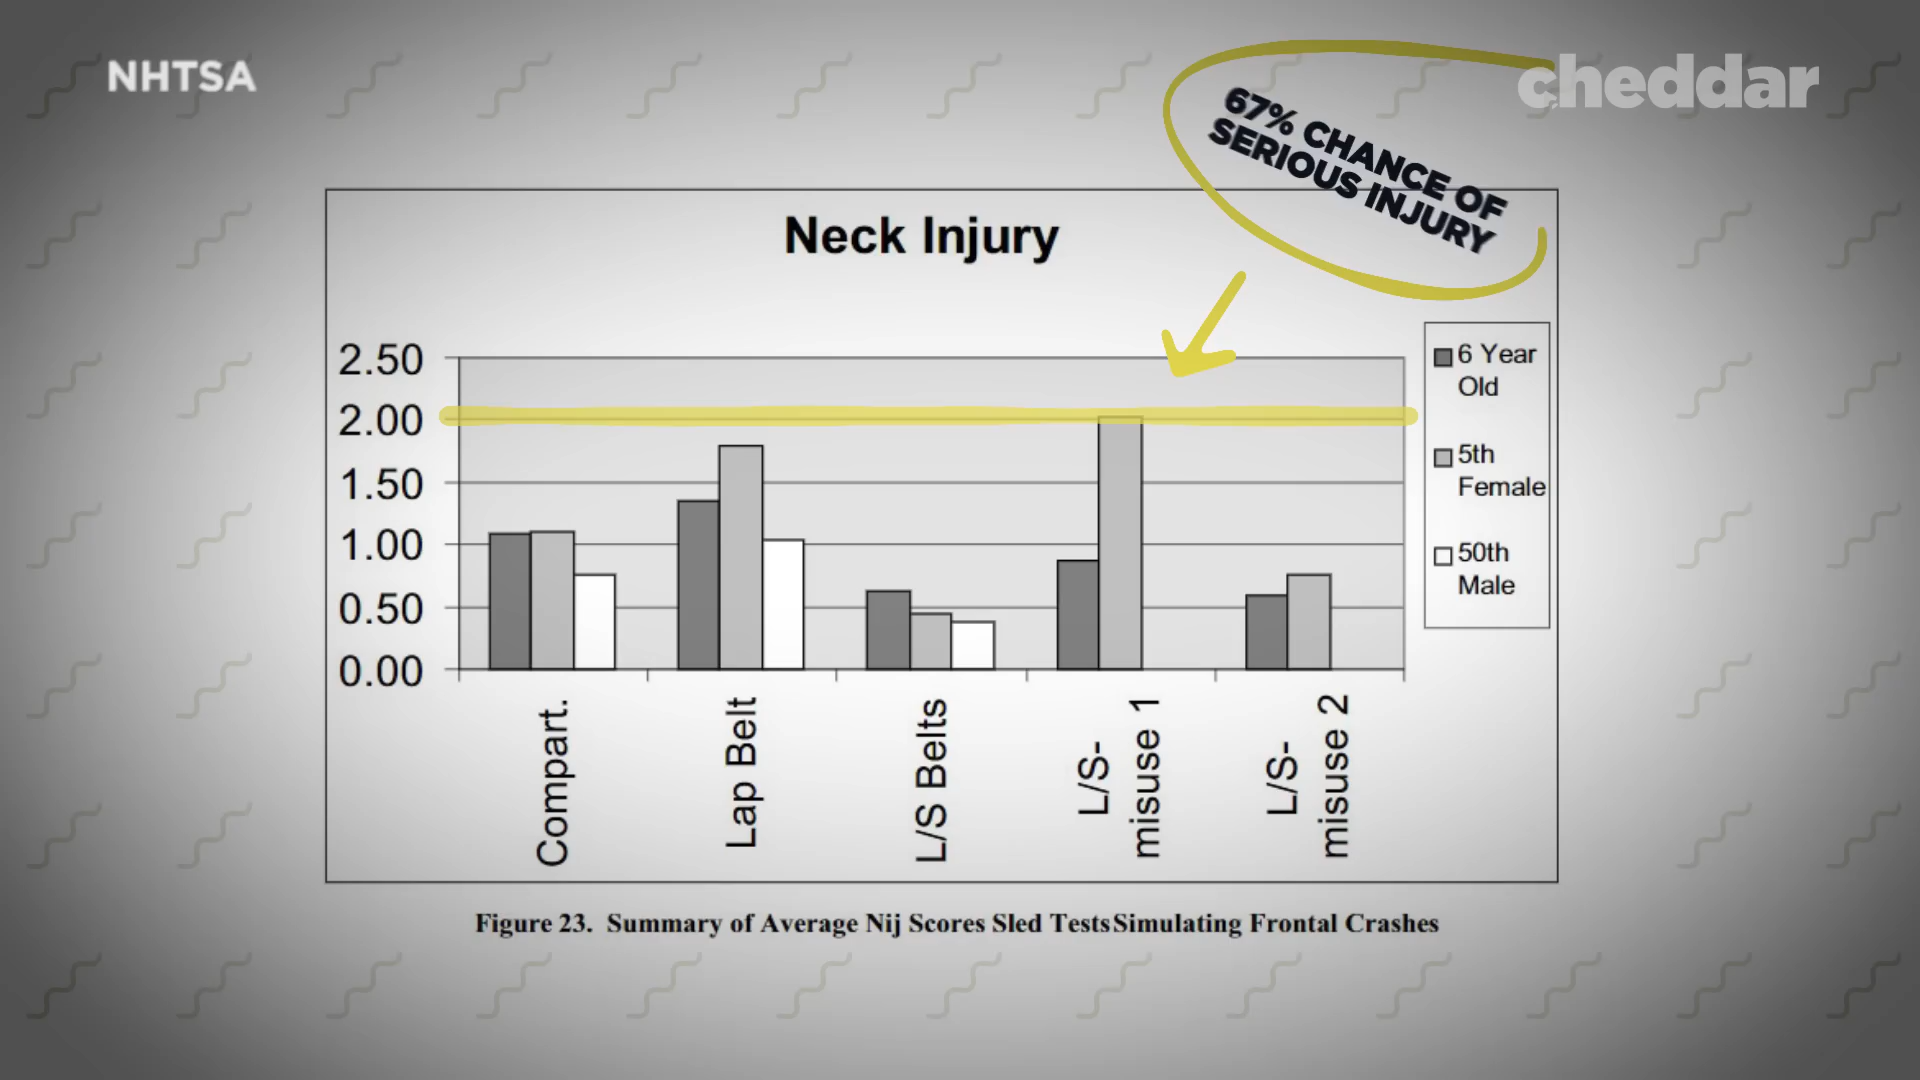 NHTSA
cheddar
67% CHANCE OF
SERIOUS INJURY
Neck Injury
2.50
2.00
1.50
1.00
0.50
0.00
6 Year
Old
5th
Female
50th
Male
Compart.
Lap Belt
L/S Belts
L/S-
misuse 1
L/S-
misuse 2
Figure 23. Summary of Average Nij Scores Sled Tests Simulating Frontal Crashes